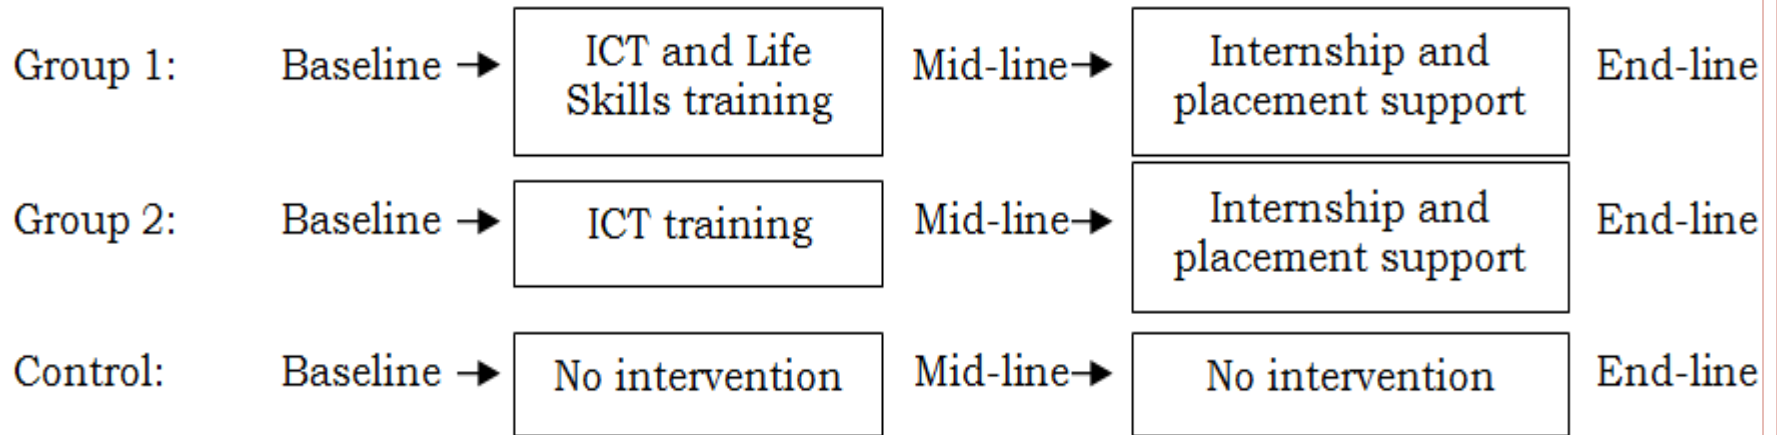 Group 1: Baseline ICT and Life Skills training Mid-line Internship and placement support End-line
Group 2: Baseline ICT training Mid-line Internship and placement support End-line
Control: Baseline No intervention Mid-line No intervention End-line